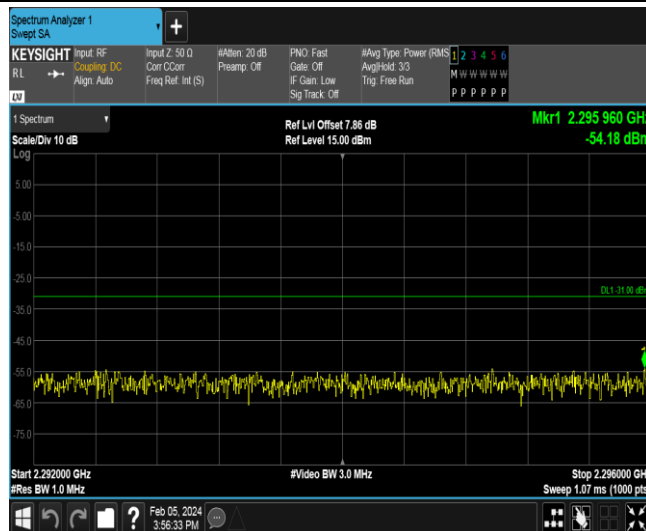 Spectrum Analyzer 1
Swept SA
+
KEYSIGHT
RL
Input: RF
Coupling: DC
Align: Auto
Input Z: 50 Ω
Corr CCorr
Freq Ref: Int (S)
#Atten: 20 dB
Preamp: Off
PNO: Fast
Gate: Off
IF Gain: Low
Sig Track: Off
#Avg Type: Power (RMS
Avg|Hold: 3/3
Trig: Free Run
1 2 3 4 5 6
M W W W W W
P P P P P P
1 Spectrum
Scale/Div 10 dB
Log
Ref Lvl Offset 7.86 dB
Ref Level 15.00 dBm
Mkr1 2.295 960 GHz
-54.18 dBm
5.00
-5.00
-15.0
-25.0
DL1 -31.00 dBm
-35.0
-45.0
-55.0
-65.0
-75.0
Start 2.292000 GHz
#Res BW 1.0 MHz
#Video BW 3.0 MHz
Stop 2.296000 GHz
Sweep 1.07 ms (1000 pts
?
Feb 05, 2024
3:56:33 PM